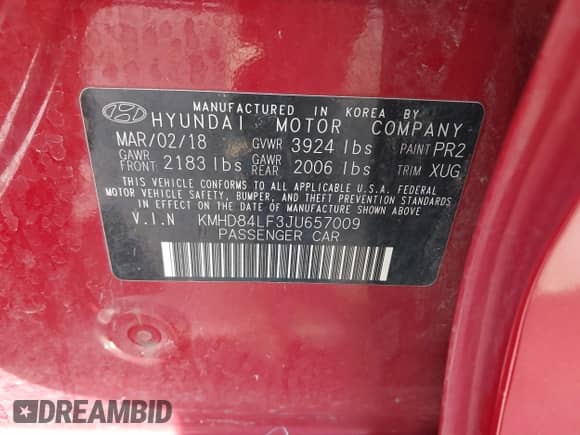 MANUFACTURED IN KOREA BY
HYUNDAI MOTOR COMPANY
MAR/02/18 GVWR 3924 lbs PAINT PR2
GAWR FRONT 2183 lbs GAWR REAR 2006 lbs TRIM XUG
THIS VEHICLE CONFORMS TO ALL APPLICABLE U.S.A. FEDERAL
MOTOR VEHICLE SAFETY, BUMPER, AND THEFT PREVENTION STANDARDS
IN EFFECT ON THE DATE OF MANUFACTURE SHOWN ABOVE.
V.I.N KMHD84LF3JU657009
PASSENGER CAR
DREAMBID